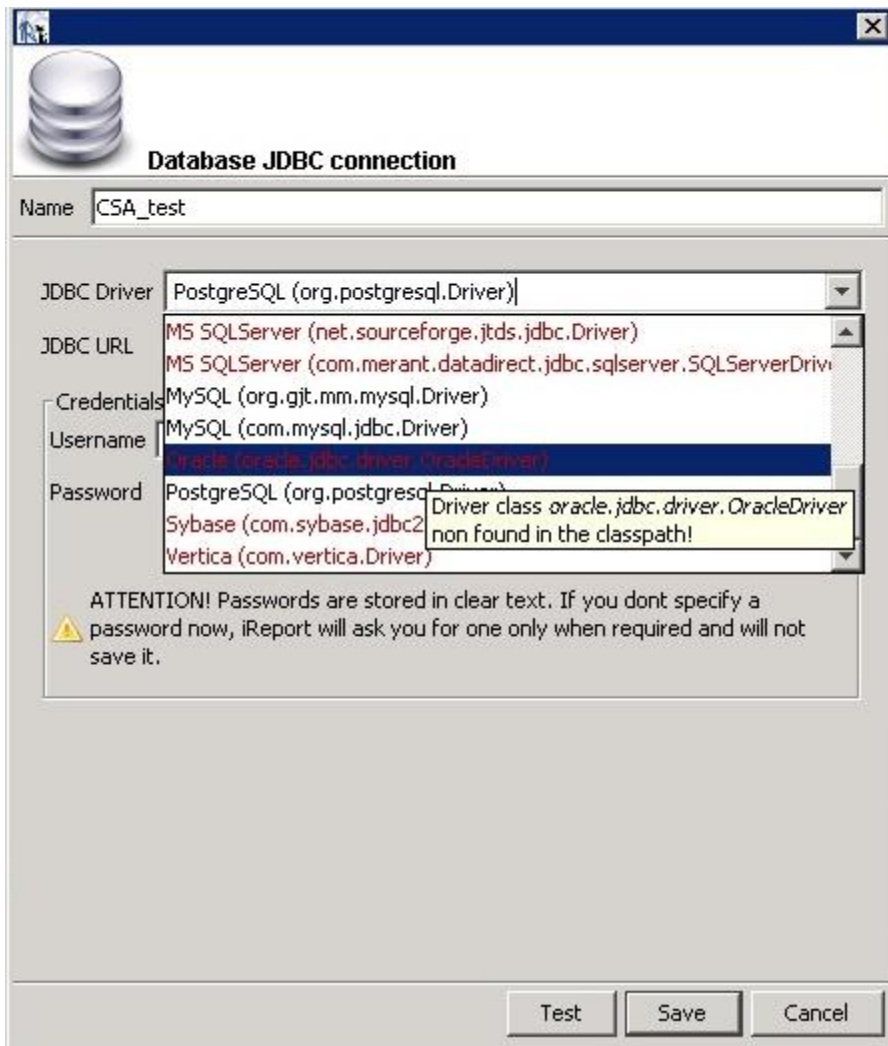 Database JDBC connection
Name CSA_test
JDBC Driver PostgreSQL (org.postgresql.Driver)
MS SQLServer (net.sourceforge.jtds.jdbc.Driver)
JDBC URL
MS SQLServer (com.merant.datadirect.jdbc.sqlserver.SQLServerDriv
Credentials
MySQL (org.gjt.mm.mysql.Driver)
MySQL (com.mysql.jdbc.Driver)
Username
Oracle (oracle.jdbc.driver.OracleDriver)
Password
PostgreSQL (org.postgresql.Driver)
Driver class oracle.jdbc.driver.OracleDriver
non found in the classpath!
Sybase (com.sybase.jdbc2
Vertica (com.vertica.Driver)
ATTENTION! Passwords are stored in clear text. If you dont specify a
password now, iReport will ask you for one only when required and will not
save it.
Test
Save
Cancel